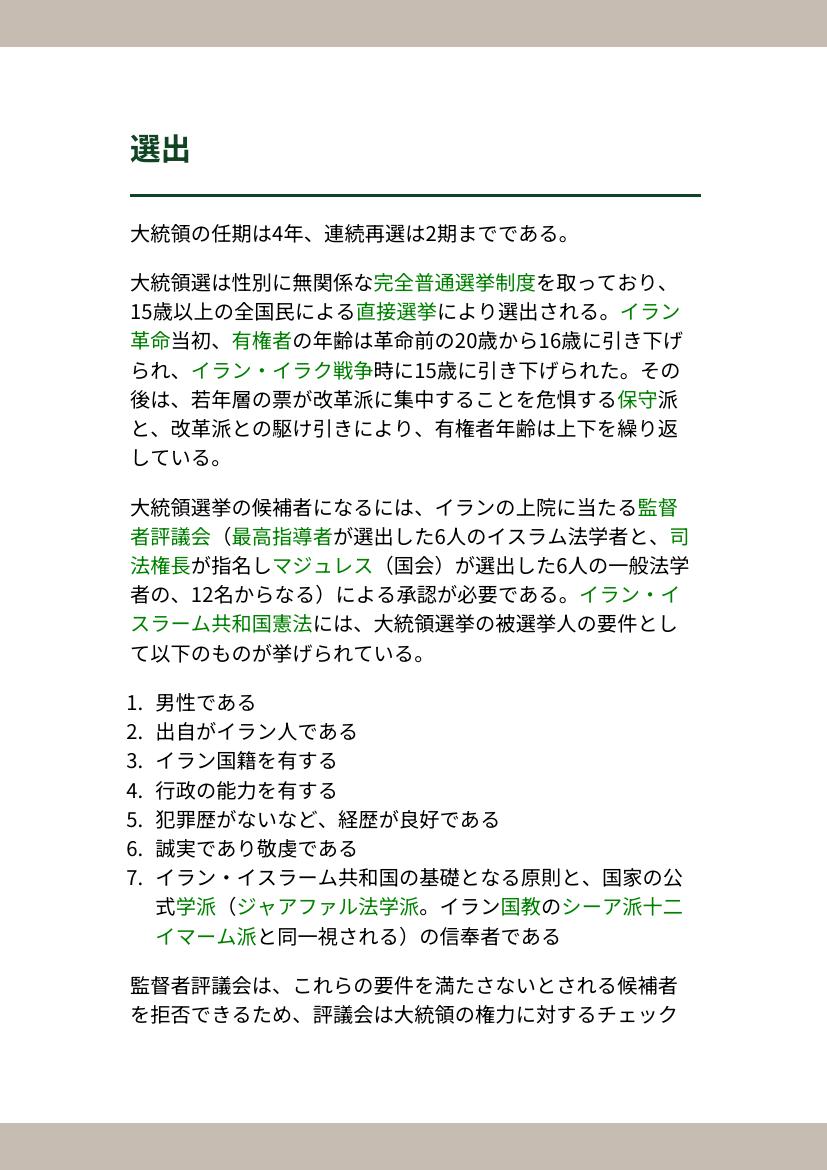 選出
大統領の任期は4年、連続再選は2期までである。
大統領選は性別に無関係な完全普通選挙制度を取っており、
15歳以上の全国民による直接選挙により選出される。イラン
革命当初、有権者の年齢は革命前の20歳から16歳に引き下げ
られ、イラン・イラク戦争時に15歳に引き下げられた。その
後は、若年層の票が改革派に集中することを危惧する保守派
と、改革派との駆け引きにより、有権者年齢は上下を繰り返
している。
大統領選挙の候補者になるには、イランの上院に当たる監督
者評議会（最高指導者が選出した6人のイスラム法学者と、司
法権長が指名しマジュレス（国会）が選出した6人の一般法学
者の、12名からなる）による承認が必要である。イラン・イ
スラーム共和国憲法には、大統領選挙の被選挙人の要件とし
て以下のものが挙げられている。
1. 男性である
2. 出自がイラン人である
3. イラン国籍を有する
4. 行政の能力を有する
5. 犯罪歴がないなど、経歴が良好である
6. 誠実であり敬虔である
7. イラン・イスラーム共和国の基礎となる原則と、国家の公
式学派（ジャアファル法学派。イラン国教のシーア派十二
イマーム派と同一視される）の信奉者である
監督者評議会は、これらの要件を満たさないとされる候補者
を拒否できるため、評議会は大統領の権力に対するチェック